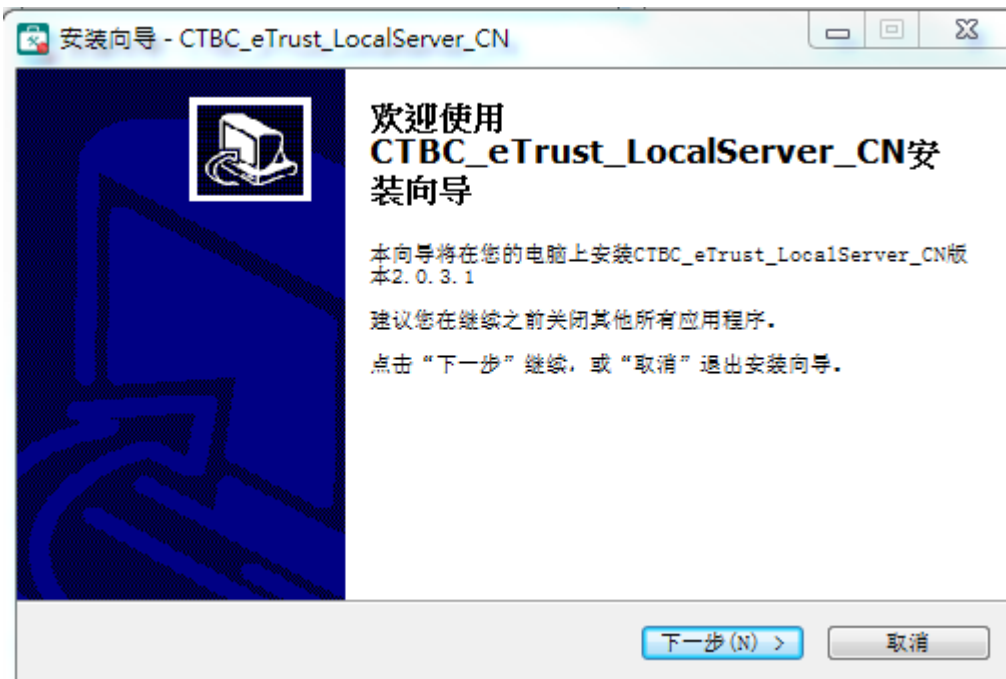 安装向导 - CTBC_eTrust_LocalServer_CN
欢迎使用
CTBC_eTrust_LocalServer_CN安
装向导
本向导将在您的电脑上安装CTBC_eTrust_LocalServer_CN版
本2.0.3.1
建议您在继续之前关闭其他所有应用程序。
点击“下一步”继续，或“取消”退出安装向导。
下一步(N) >
取消